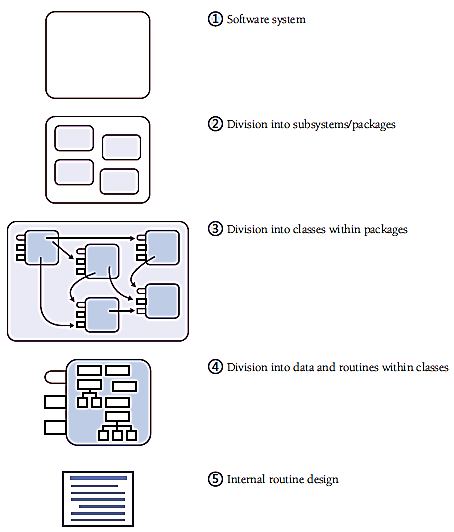 ① Software system
② Division into subsystems/packages
③ Division into classes within packages
④ Division into data and routines within classes
⑤ Internal routine design